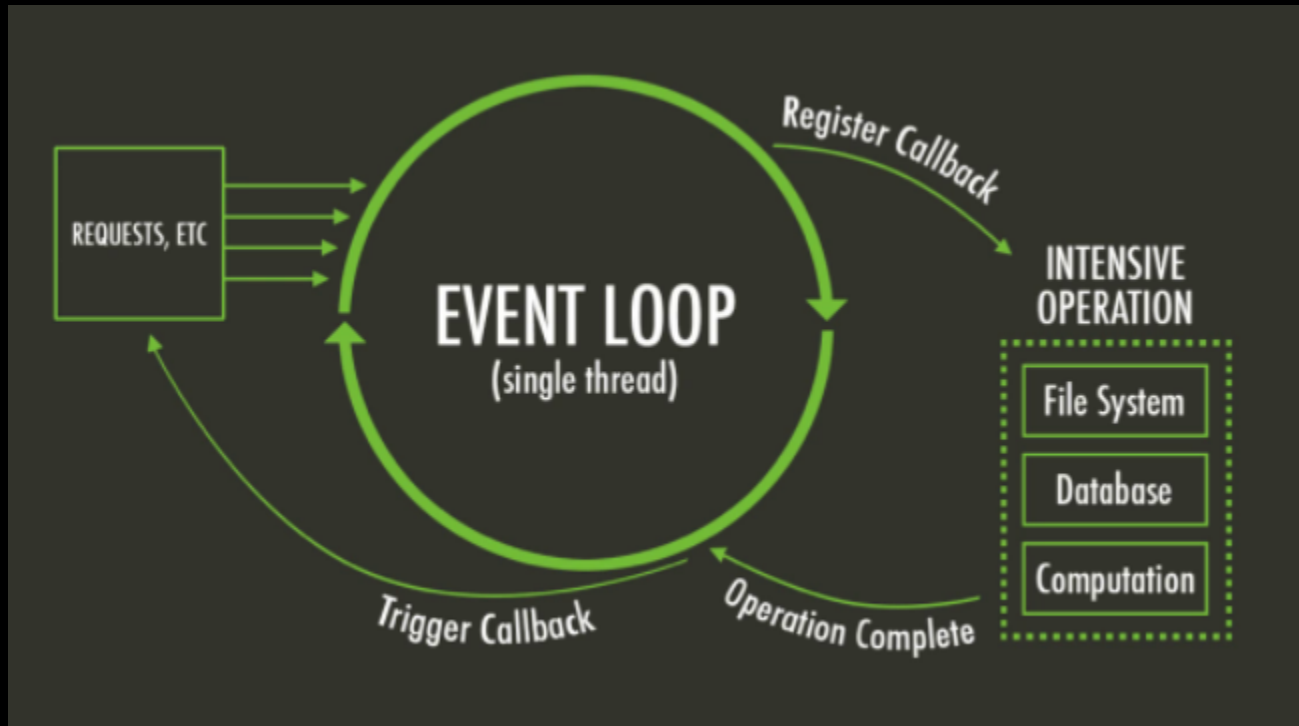 REQUESTS, ETC
EVENT LOOP
(single thread)
Register Callback
INTENSIVE
OPERATION
File System
Database
Computation
Operation Complete
Trigger Callback